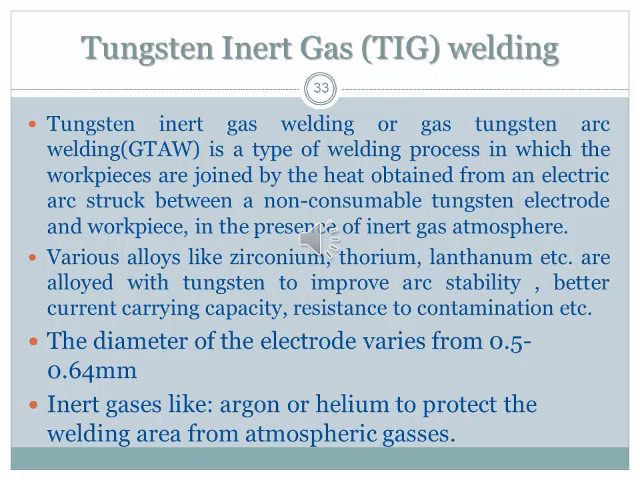 Tungsten Inert Gas (TIG) welding
33
• Tungsten inert gas welding or gas tungsten arc
welding(GTAW) is a type of welding process in which the
workpieces are joined by the heat obtained from an electric
arc struck between a non-consumable tungsten electrode
and workpiece, in the presence of inert gas atmosphere.
• Various alloys like zirconium, thorium, lanthanum etc. are
alloyed with tungsten to improve arc stability , better
current carrying capacity, resistance to contamination etc.
• The diameter of the electrode varies from 0.5-
0.64mm
• Inert gases like: argon or helium to protect the
welding area from atmospheric gasses.